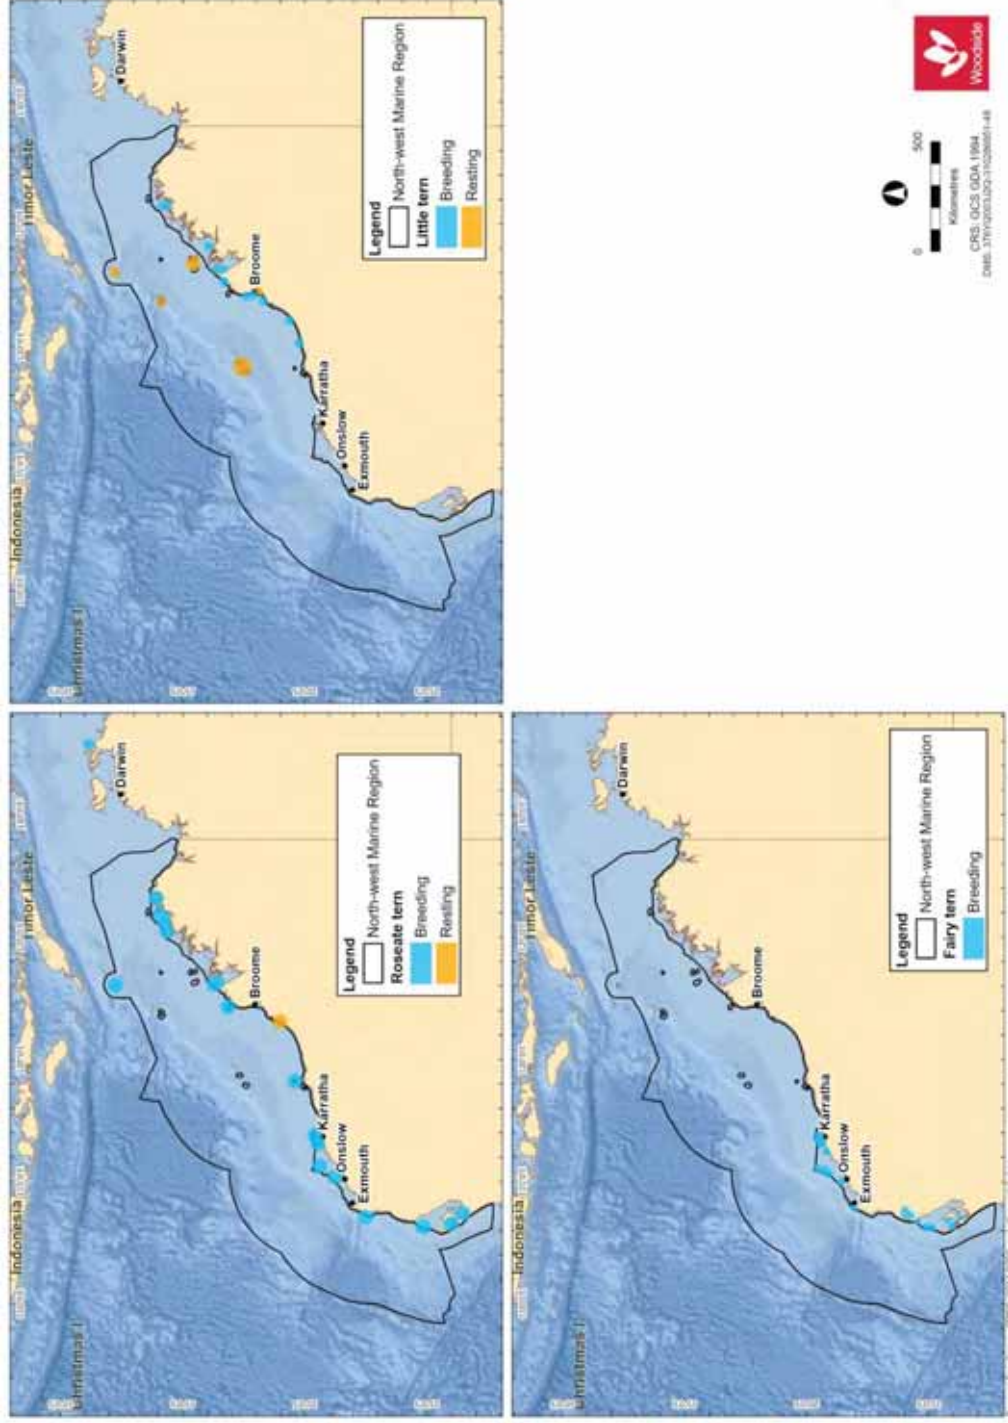 Indonesia
Timor Leste
Christmas I.
Darwin
Broome
Karratha
Onslow
Exmouth
Legend
North-west Marine Region
Roseate tern
Breeding
Resting
Indonesia
Timor Leste
Christmas I.
Darwin
Broome
Karratha
Onslow
Exmouth
Legend
North-west Marine Region
Little tern
Breeding
Resting
Indonesia
Timor Leste
Christmas I.
Darwin
Broome
Karratha
Onslow
Exmouth
Legend
North-west Marine Region
Fairy tern
Breeding
0 500
Kilometres
CRS: GCS GDA 1994
Woodside